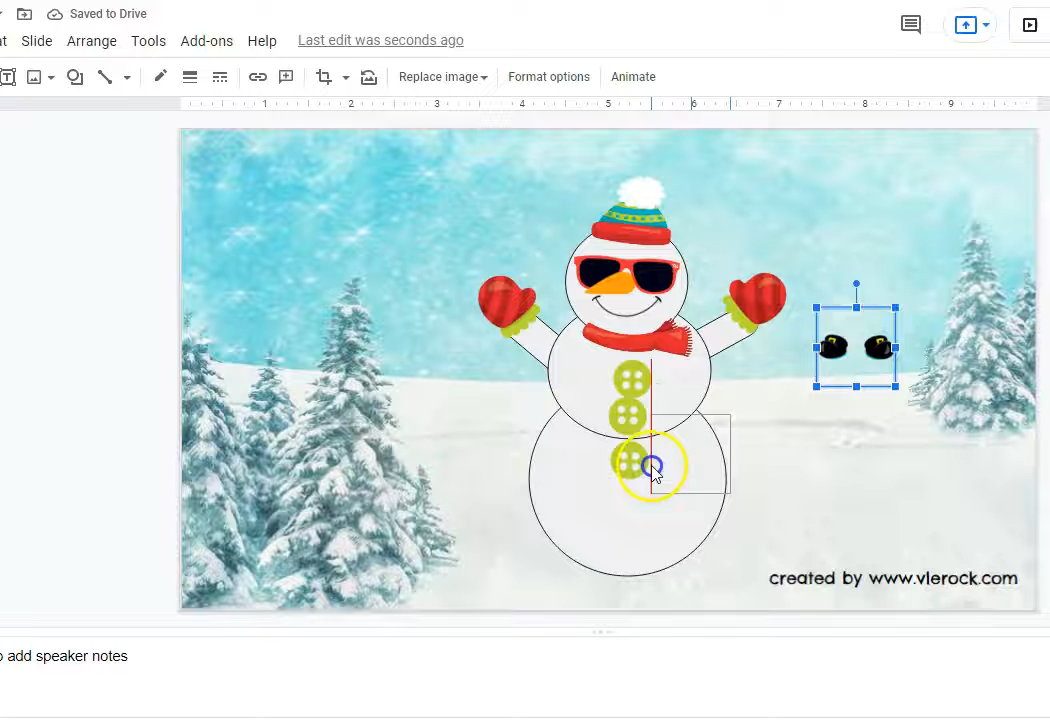 Saved to Drive
at Slide Arrange Tools Add-ons Help Last edit was seconds ago
Replace image Format options Animate
1 2 3 4 5 6 7 8 9
created by www.vlerock.com
o add speaker notes